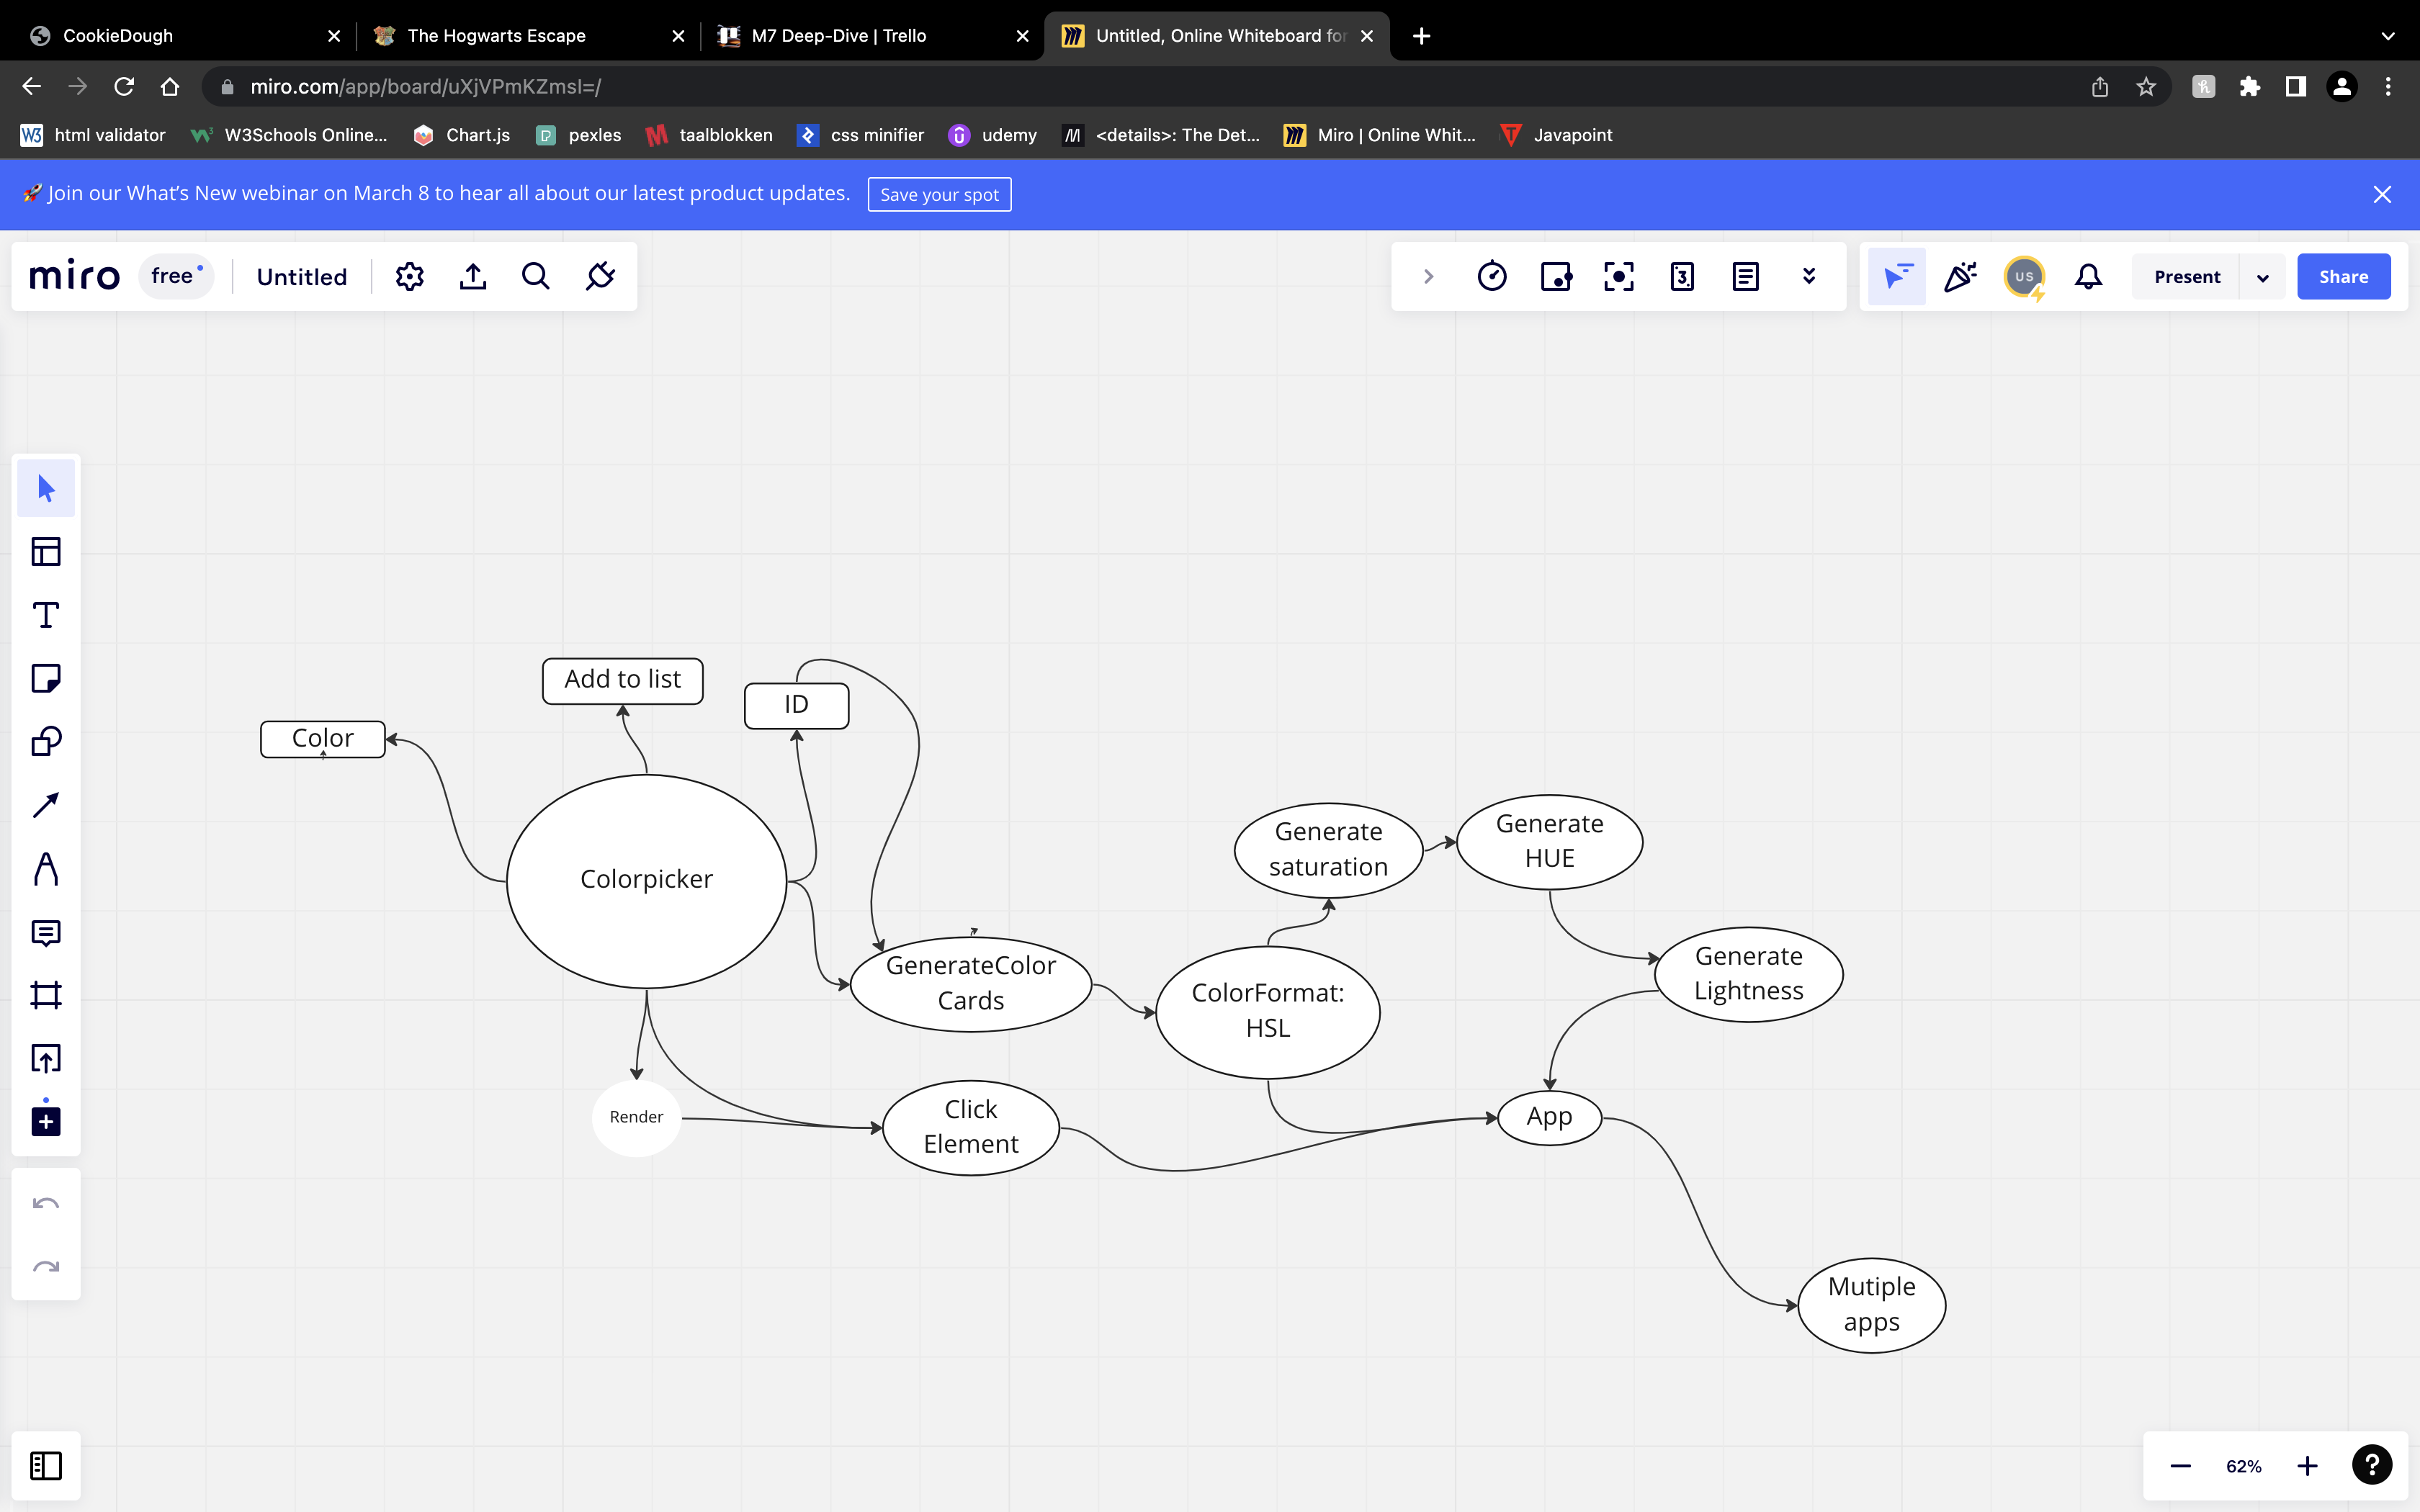 CookieDough
The Hogwarts Escape
M7 Deep-Dive | Trello
Untitled, Online Whiteboard for
miro.com/app/board/uXjVPmKZmsI=/
html validator
W3Schools Online...
Chart.js
pexles
taalblokken
css minifier
udemy
<details>: The Det...
Miro | Online Whit...
Javapoint
🚀 Join our What's New webinar on March 8 to hear all about our latest product updates.
Save your spot
miro
free
Untitled
US
Present
Share
Add to list
ID
Color
Colorpicker
Generate
saturation
Generate
HUE
GenerateColor
Cards
ColorFormat:
HSL
Generate
Lightness
Render
Click
Element
App
Mutiple
apps
62%